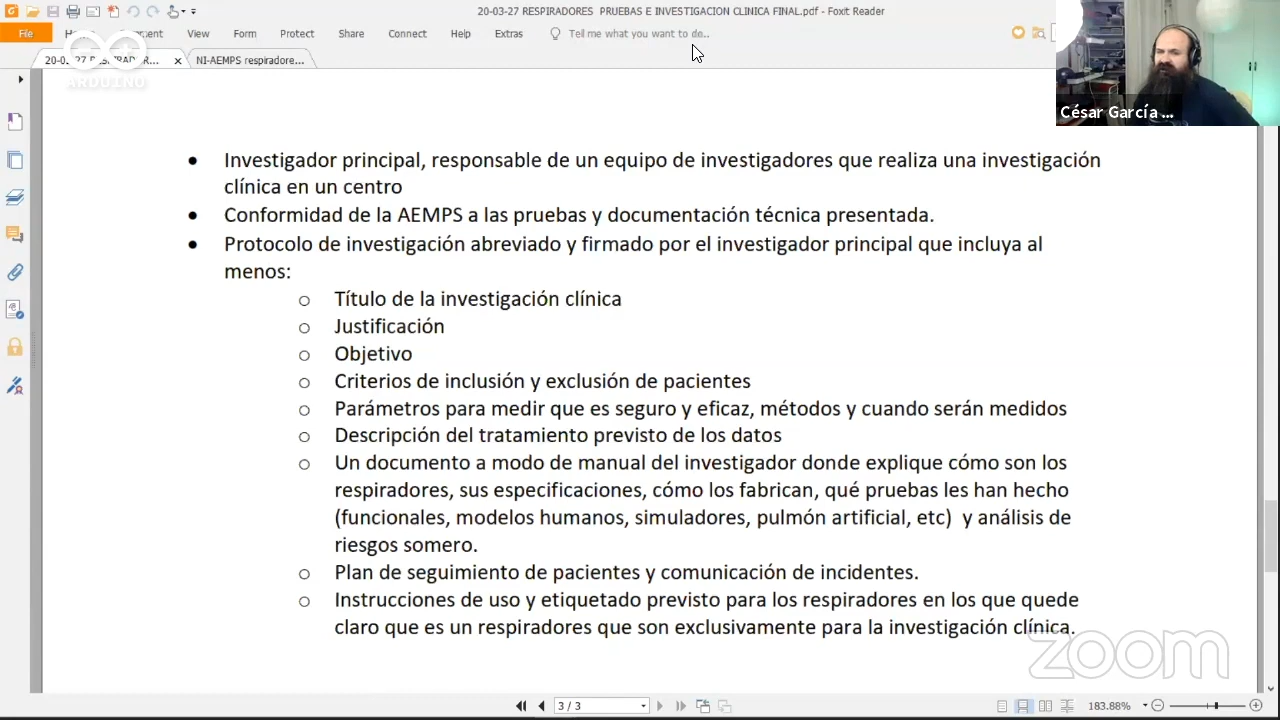 20-03-27 RESPIRADORES PRUEBAS E INVESTIGACION CLINICA FINAL.pdf - Foxit Reader
File
View
Form
Protect
Share
Connect
Help
Extras
Tell me what you want to do..
NI-AEMPS respiradore...
ARDUINO
César García ...
• Investigador principal, responsable de un equipo de investigadores que realiza una investigación
clínica en un centro
• Conformidad de la AEMPS a las pruebas y documentación técnica presentada.
• Protocolo de investigación abreviado y firmado por el investigador principal que incluya al
menos:
o Título de la investigación clínica
o Justificación
o Objetivo
o Criterios de inclusión y exclusión de pacientes
o Parámetros para medir que es seguro y eficaz, métodos y cuando serán medidos
o Descripción del tratamiento previsto de los datos
o Un documento a modo de manual del investigador donde explique cómo son los
respiradores, sus especificaciones, cómo los fabrican, qué pruebas les han hecho
(funcionales, modelos humanos, simuladores, pulmón artificial, etc) y análisis de
riesgos somero.
o Plan de seguimiento de pacientes y comunicación de incidentes.
o Instrucciones de uso y etiquetado previsto para los respiradores en los que quede
claro que es un respiradores que son exclusivamente para la investigación clínica.
zoom
3 / 3
183.88%